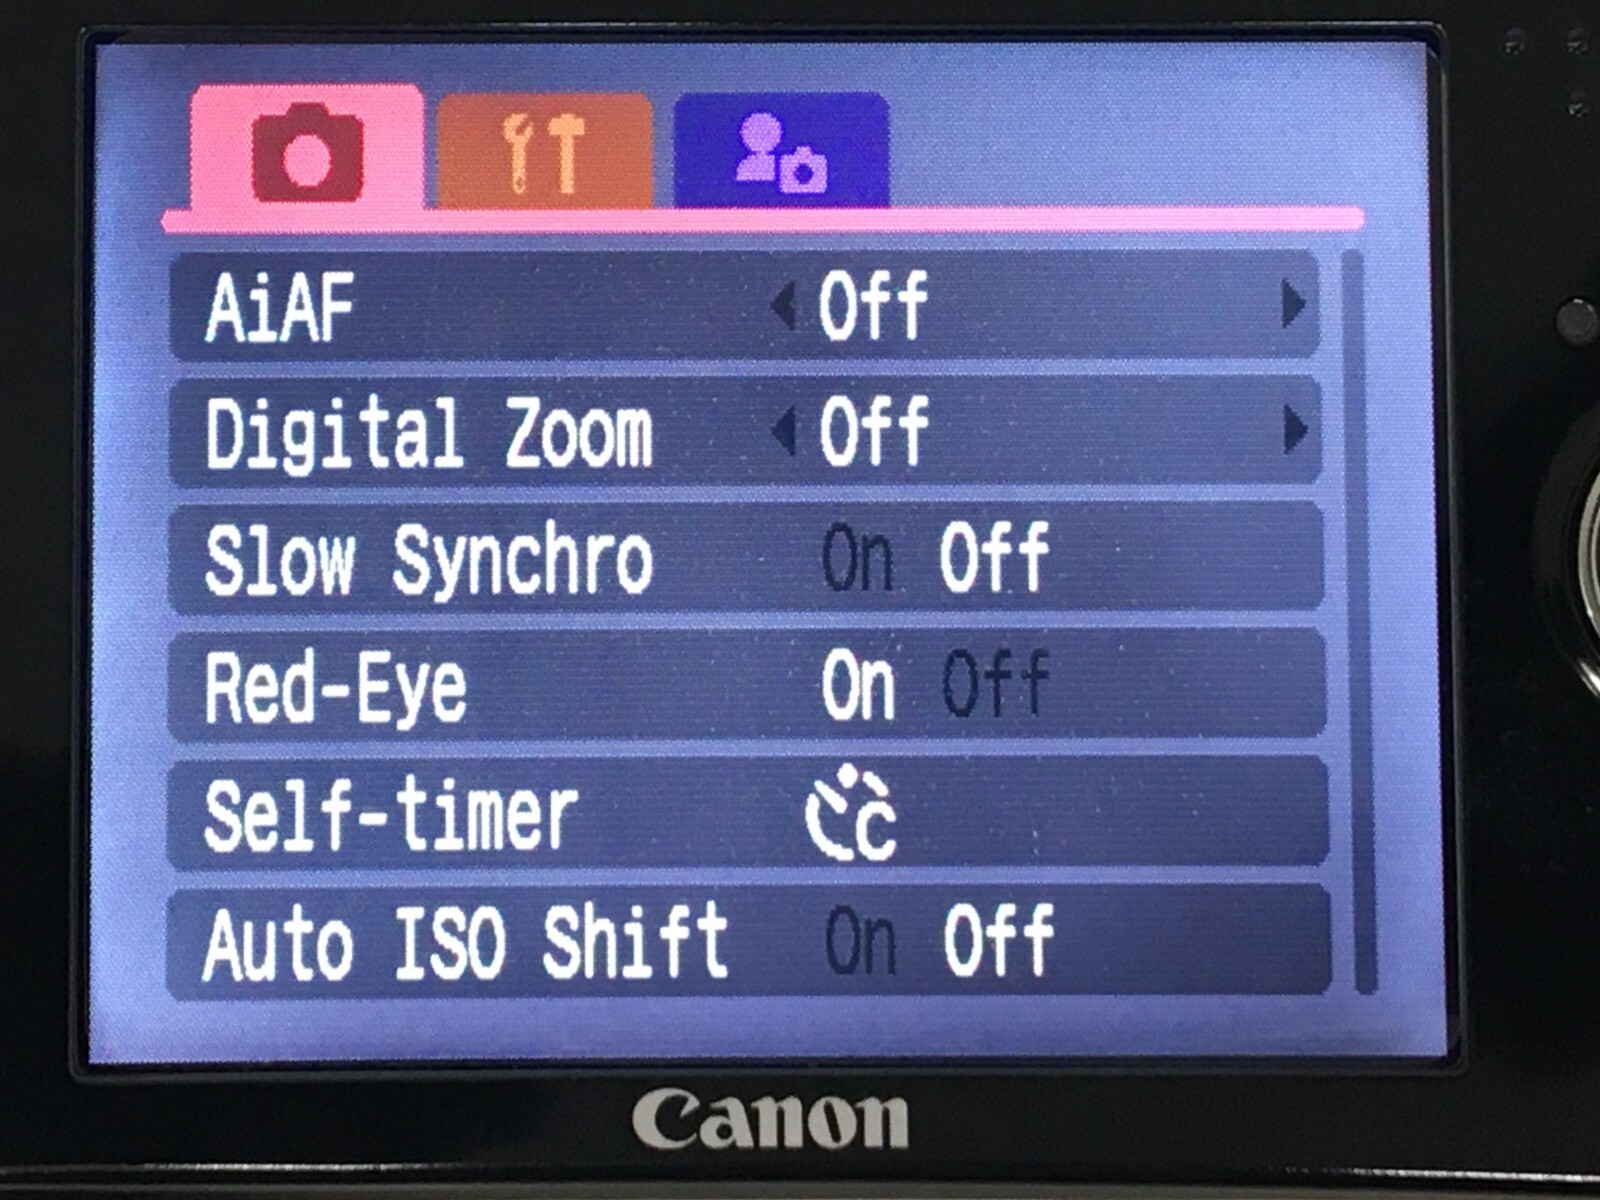 AiAF Off
Digital Zoom Off
Slow Synchro On Off
Red-Eye On Off
Self-timer C
Auto ISO Shift On Off
Canon